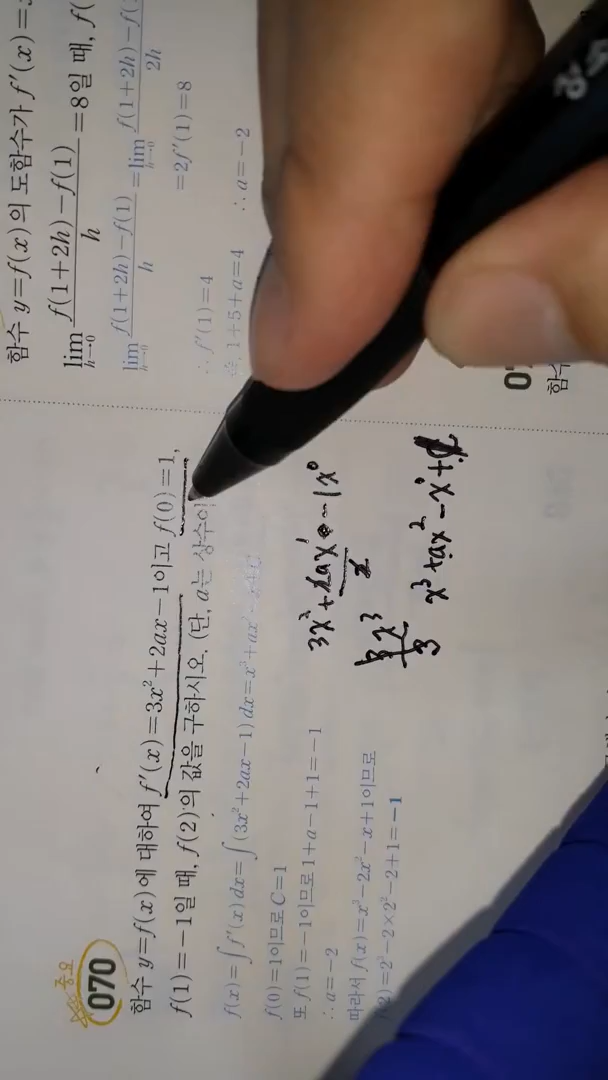 중요
070
함수 y=f(x)에 대하여 f'(x)=3x²+2ax-1이고 f(0)=1,
f(1)=-1일 때, f(2)의 값을 구하시오. (단, a는 상수이
f(x)=∫f'(x)dx=∫(3x²+2ax-1)dx=x³+ax²-x+C
f(0)=1이므로 C=1
또 f(1)=-1이므로 1+a-1+1=-1
∴ a=-2
따라서 f(x)=x³-2x²-x+1이므로
f(2)=2³-2×2²-2+1=-1
x³+ax²-x+
함수 y=f(x)의 도함수가 f'(x)=
lim h→0 f(1+2h)-f(1)/h =8일 때, f(
lim h→0 f(1+2h)-f(1)/h = lim h→0 f(1+2h)-f( /2h
=2f'(1)=8
∴ f'(1)=4
1+5+a=4 ∴ a=-2
함